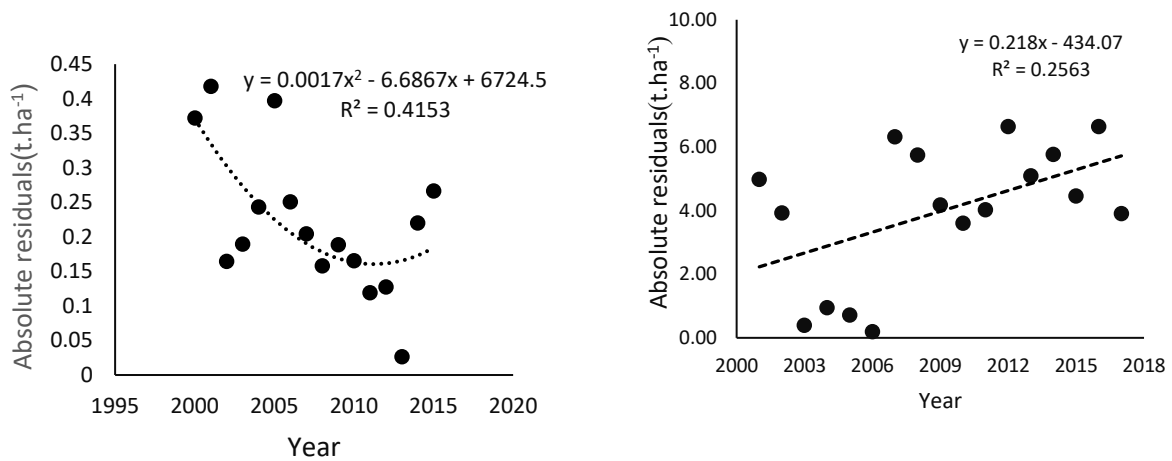 Absolute residuals(t.ha⁻¹)
0.45
0.4
0.35
0.3
0.25
0.2
0.15
0.1
0.05
0
y = 0.0017x² - 6.6867x + 6724.5
R² = 0.4153
1995 2000 2005 2010 2015 2020
Year
Absolute residuals(t.ha⁻¹)
10.00
8.00
6.00
4.00
2.00
0.00
y = 0.218x - 434.07
R² = 0.2563
2000 2003 2006 2009 2012 2015 2018
Year